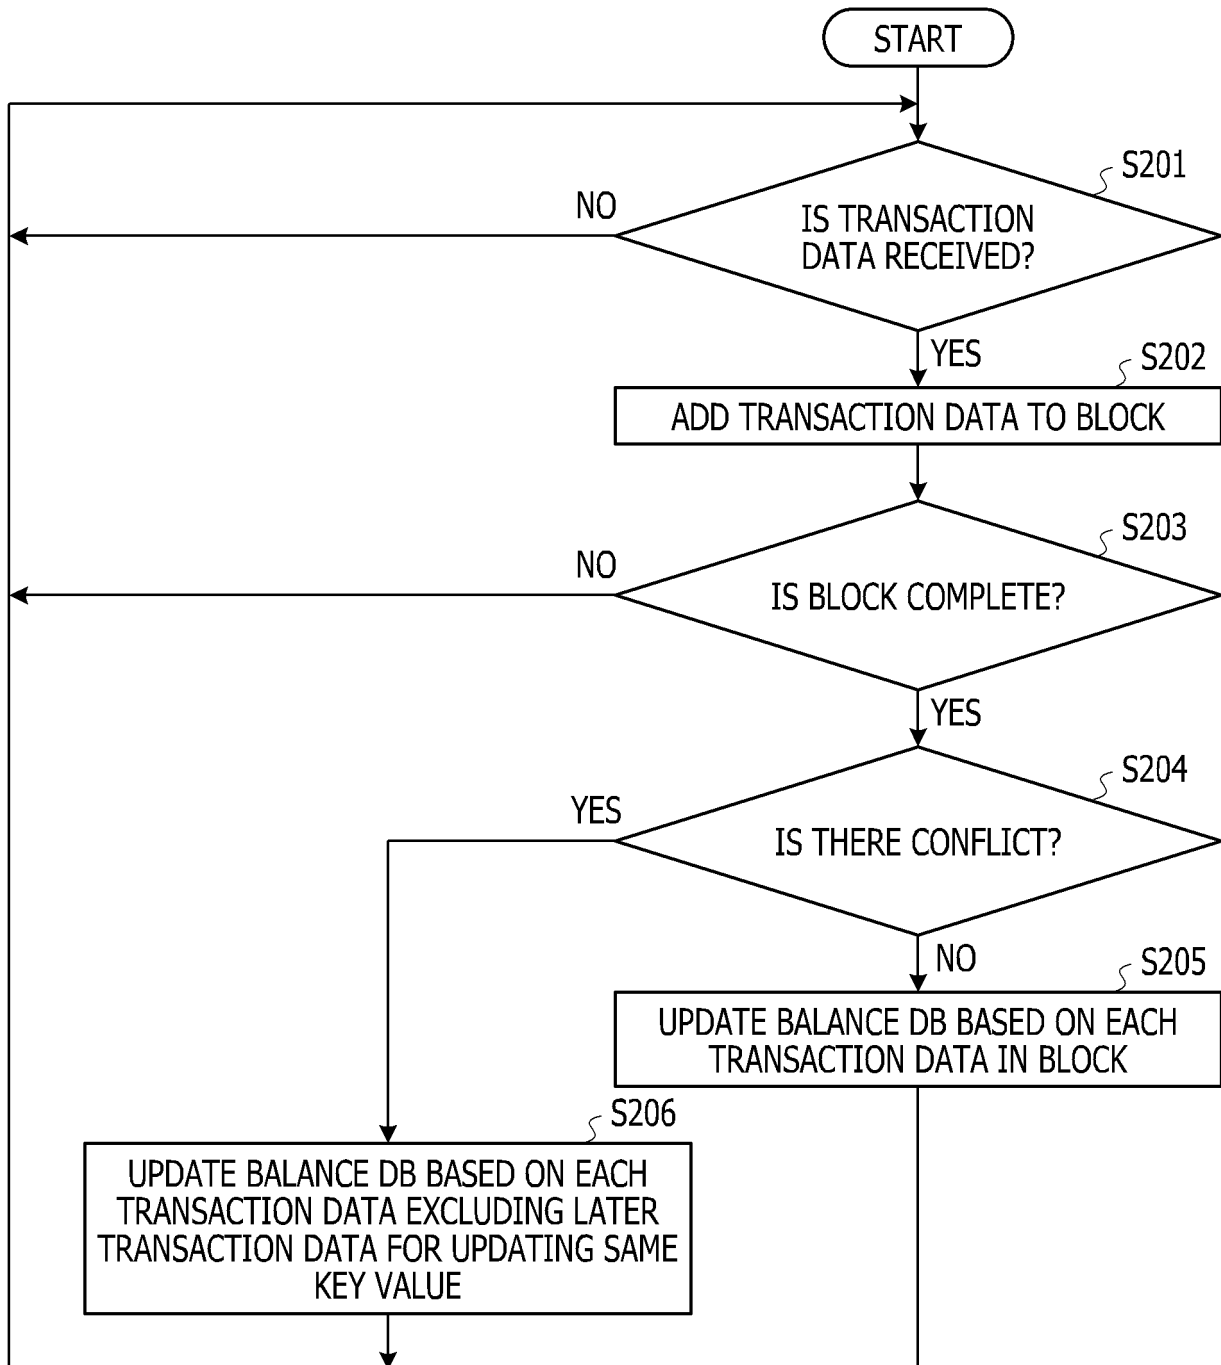 START
S201
NO
IS TRANSACTION
DATA RECEIVED?
YES
S202
ADD TRANSACTION DATA TO BLOCK
S203
NO
IS BLOCK COMPLETE?
YES
S204
YES
IS THERE CONFLICT?
NO
S205
UPDATE BALANCE DB BASED ON EACH
TRANSACTION DATA IN BLOCK
S206
UPDATE BALANCE DB BASED ON EACH
TRANSACTION DATA EXCLUDING LATER
TRANSACTION DATA FOR UPDATING SAME
KEY VALUE